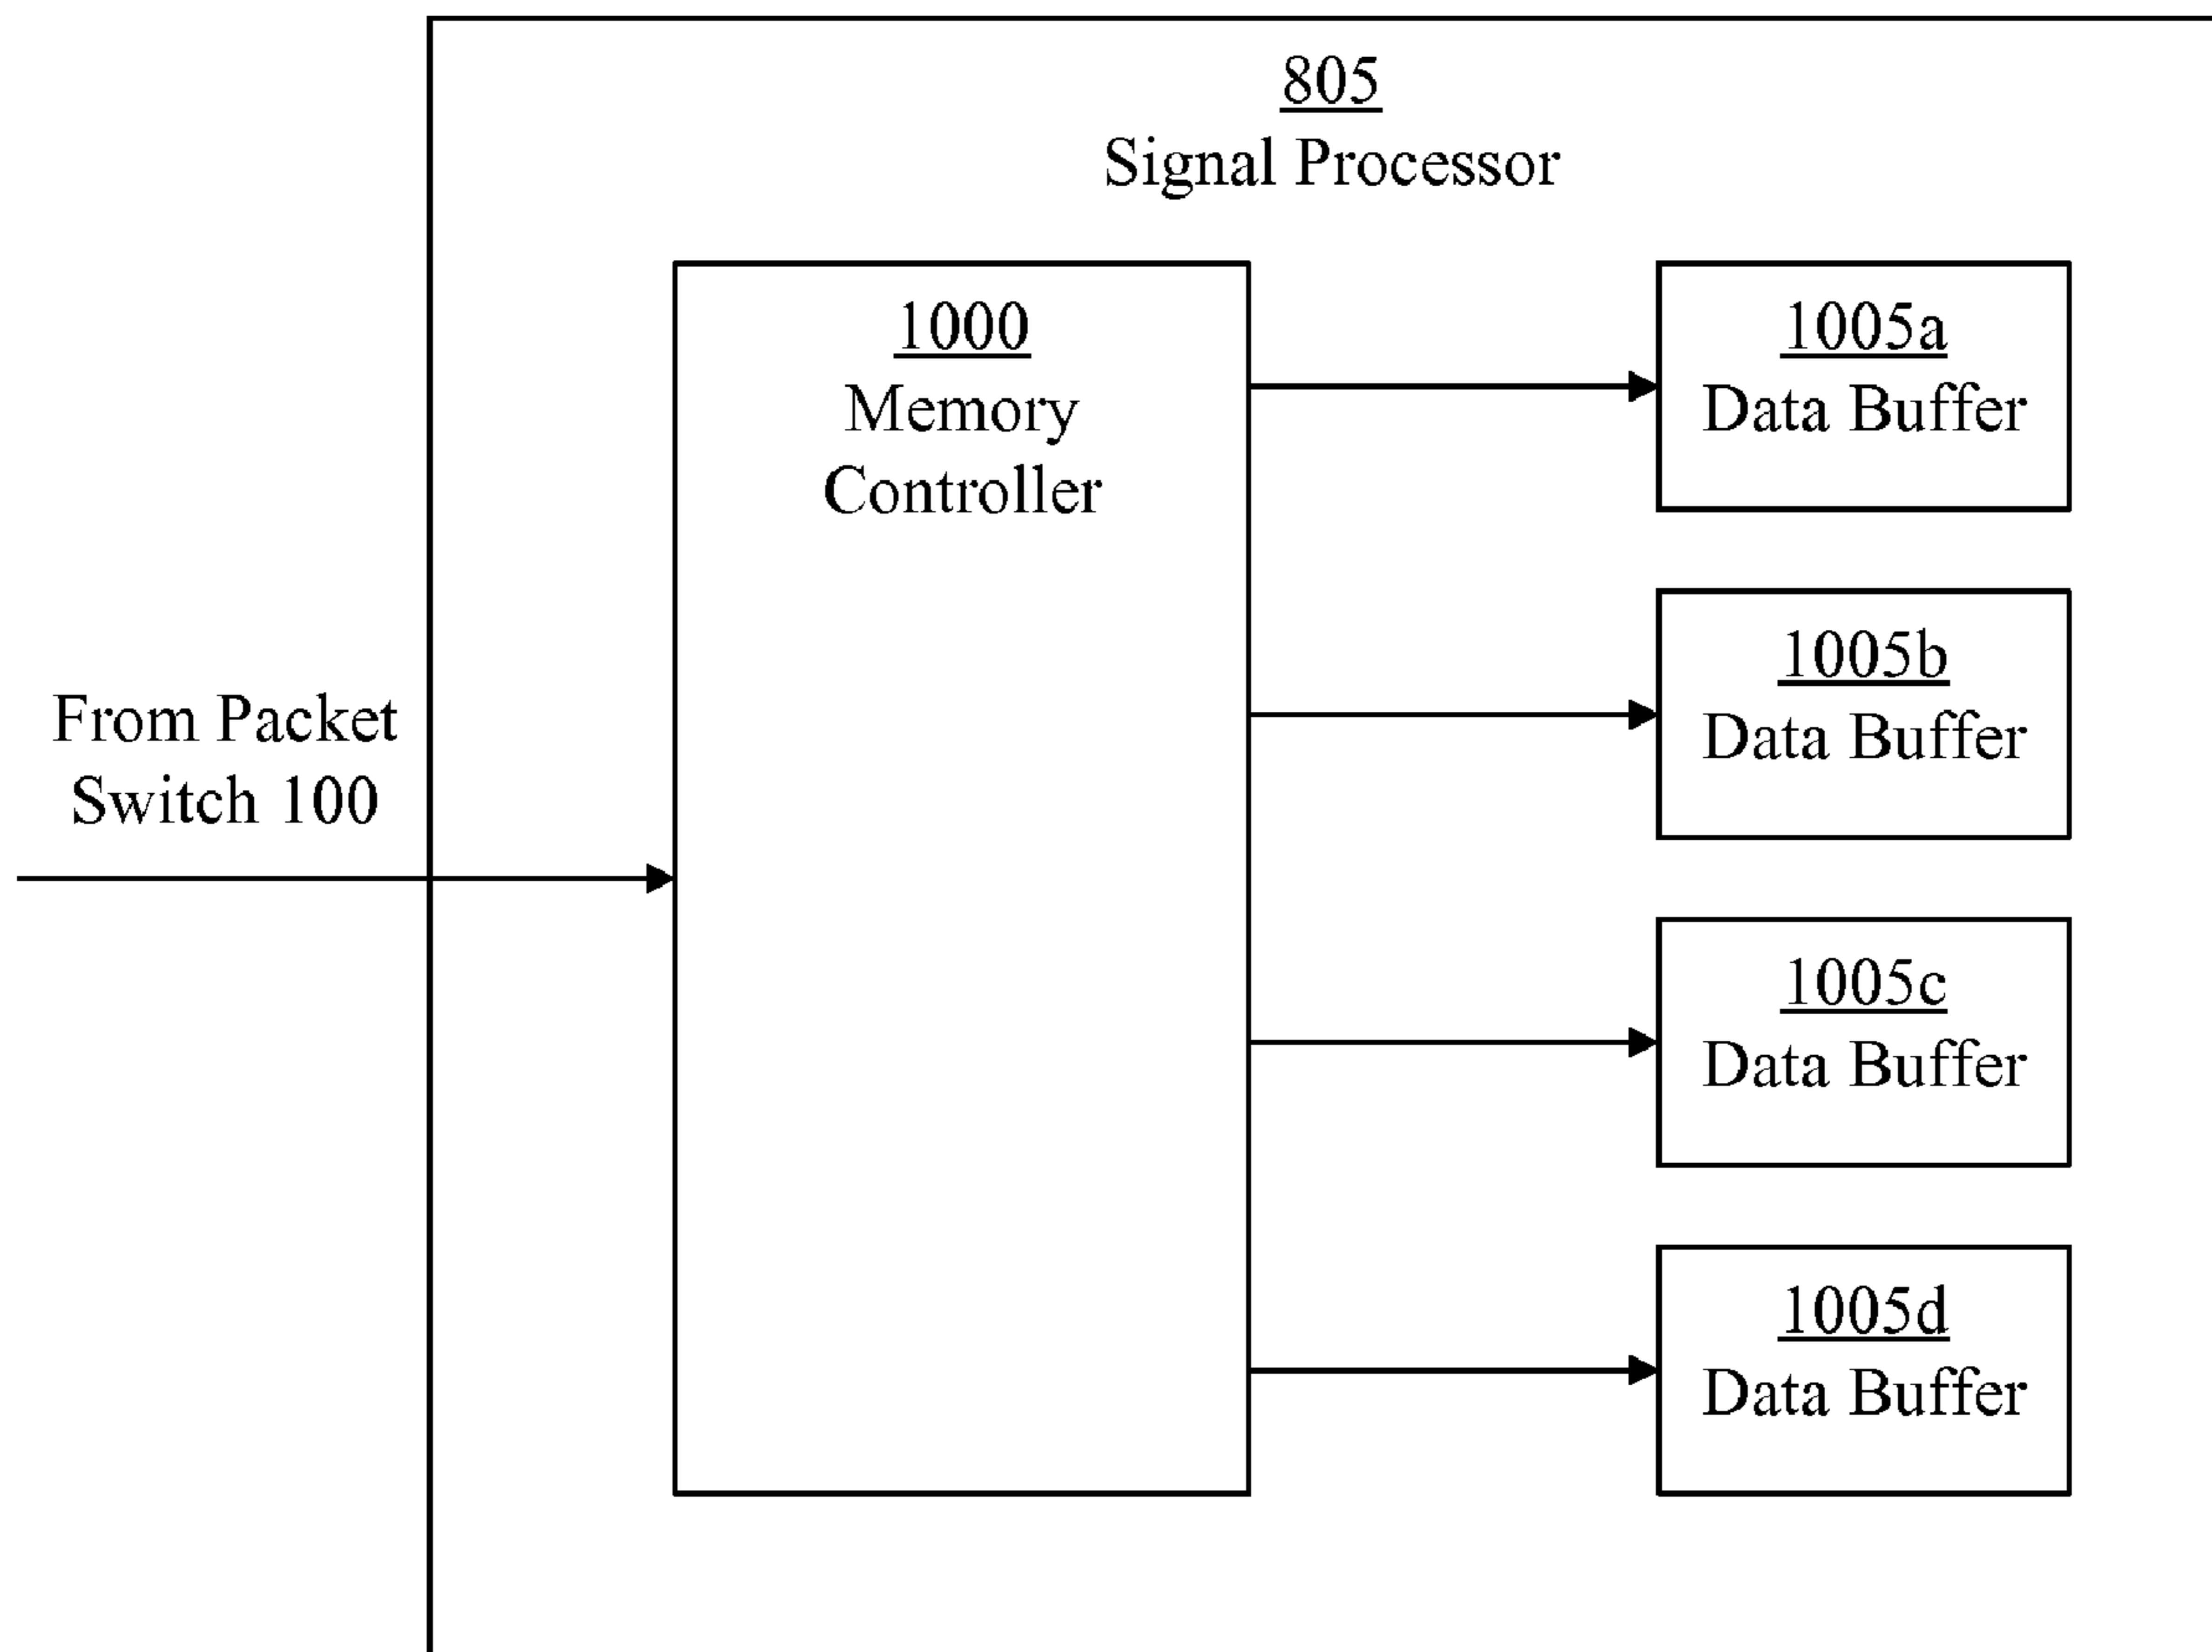 805
Signal Processor
1000
Memory
Controller
1005a
Data Buffer
1005b
Data Buffer
From Packet
Switch 100
1005c
Data Buffer
1005d
Data Buffer